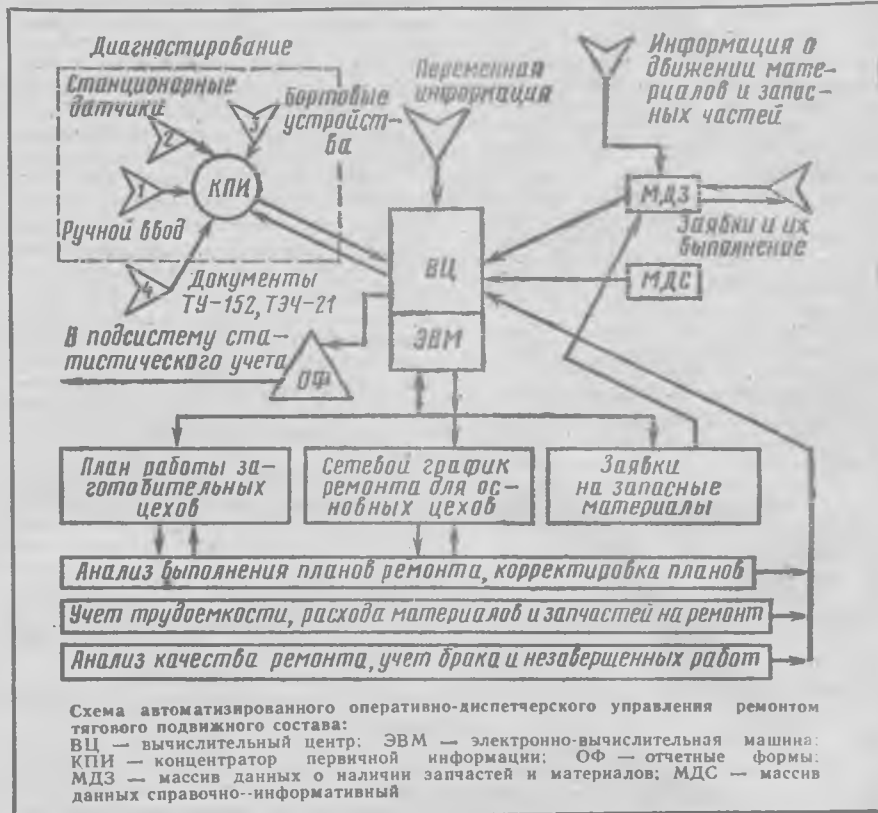 Диагностирование
Станционарные
датчики
2
3
Бортовые
устройст-
ва
1
КПИ
Ручной ввод
4
Документы
ТУ-152, ТЭЧ-21
В подсистему ста-
тистического учета
ОФ
Переменная
информация
ВЦ
ЭВМ
Информация о
движении мате-
риалов и запас-
ных частей
МДЗ
Заявки и их
выполнение
МДС
План работы за-
готовительных
цехов
Сетевой график
ремонта для ос-
новных цехов
Заявки
на запасные
материалы
Анализ выполнения планов ремонта, корректировка планов
Учет трудоемкости, расхода материалов и запчастей на ремонт
Анализ качества ремонта, учет брака и незавершенных работ
Схема автоматизированного оперативно-диспетчерского управления ремонтом
тягового подвижного состава:
ВЦ — вычислительный центр; ЭВМ — электронно-вычислительная машина;
КПИ — концентратор первичной информации; ОФ — отчетные формы;
МДЗ — массив данных о наличии запчастей и материалов; МДС — массив
данных справочно--информативный